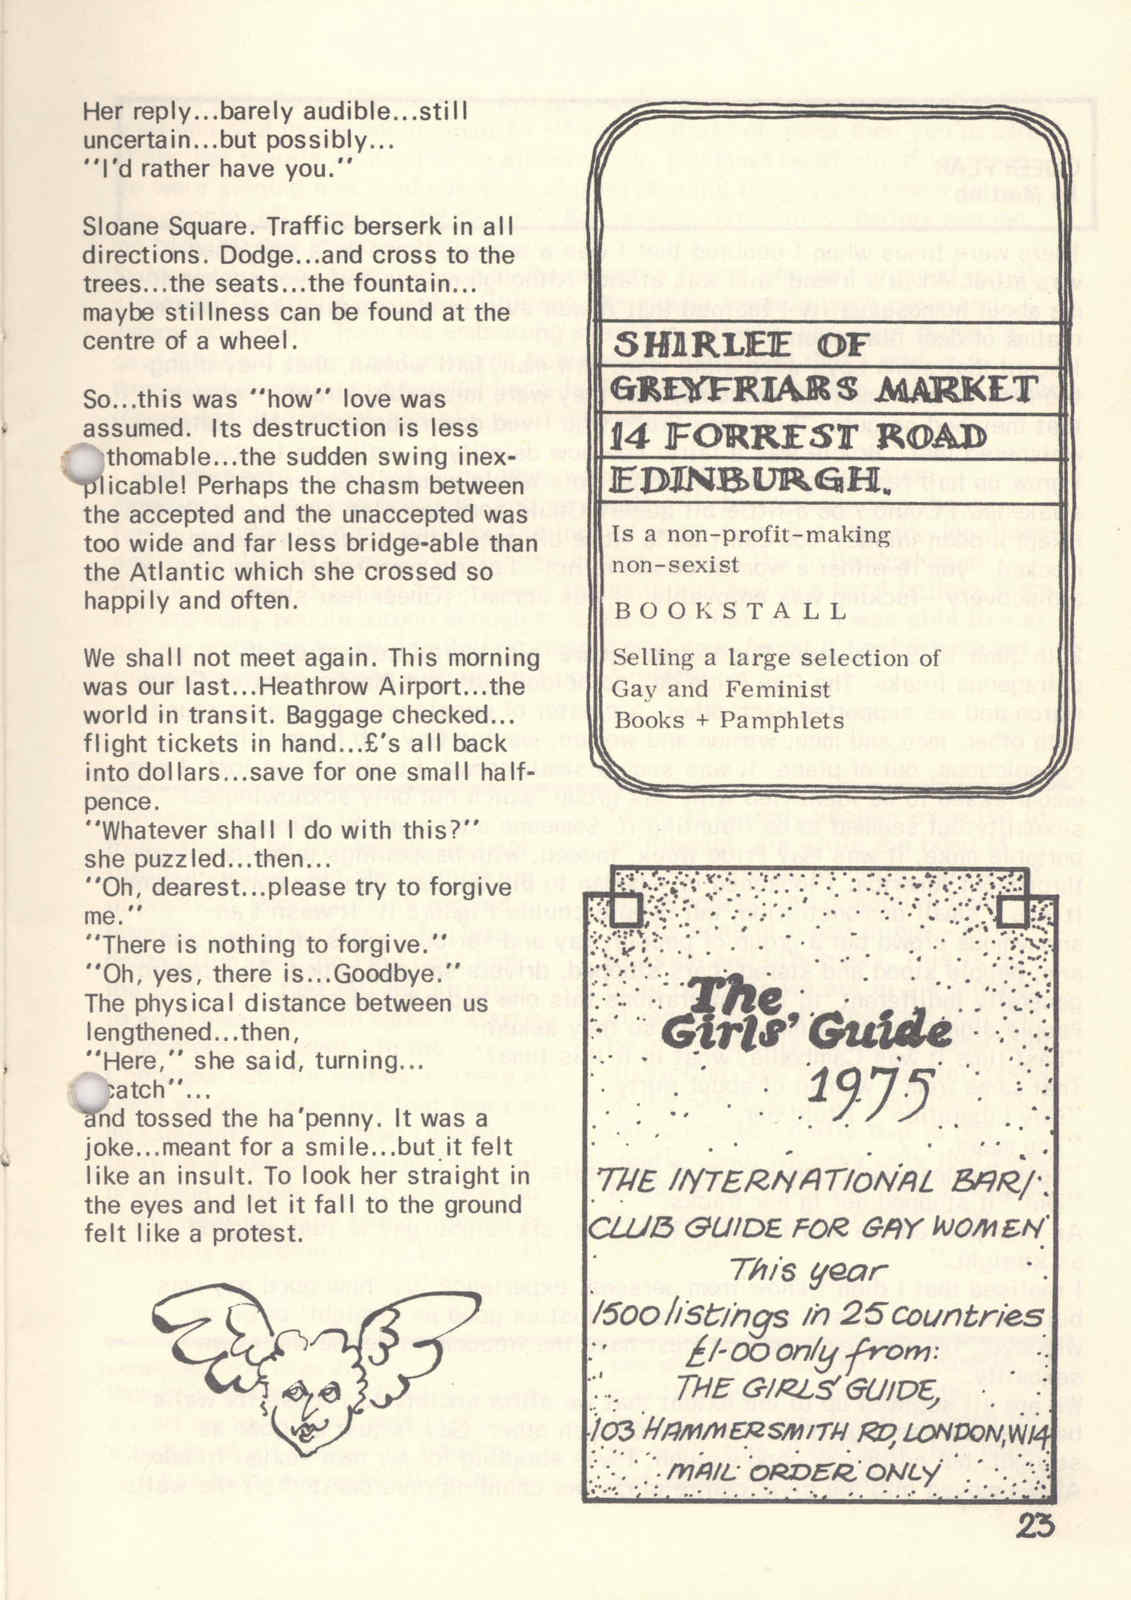 Her reply...barely audible...still
uncertain...but possibly...
"I'd rather have you."
Sloane Square. Traffic berserk in all
directions. Dodge...and cross to the
trees...the seats...the fountain...
maybe stillness can be found at the
centre of a wheel.
So...this was "how" love was
assumed. Its destruction is less
thomable...the sudden swing inex-
plicable! Perhaps the chasm between
the accepted and the unaccepted was
too wide and far less bridge-able than
the Atlantic which she crossed so
happily and often.
We shall not meet again. This morning
was our last...Heathrow Airport...the
world in transit. Baggage checked...
flight tickets in hand...£'s all back
into dollars...save for one small half-
pence.
"Whatever shall I do with this?"
she puzzled...then...
"Oh, dearest...please try to forgive
me."
"There is nothing to forgive."
"Oh, yes, there is...Goodbye."
The physical distance between us
lengthened...then,
"Here," she said, turning...
catch"...
and tossed the ha'penny. It was a
joke...meant for a smile...but it felt
like an insult. To look her straight in
the eyes and let it fall to the ground
felt like a protest.
SHIRLEE OF
GREYFRIARS MARKET
14 FORREST ROAD
EDINBURGH.
Is a non-profit-making
non-sexist
BOOKSTALL
Selling a large selection of
Gay and Feminist
Books + Pamphlets
The
Girls' Guide
1975
THE INTERNATIONAL BAR/
CLUB GUIDE FOR GAY WOMEN
This year
1500 listings in 25 countries
£1-00 only from:
THE GIRLS' GUIDE,
103 HAMMERSMITH RD, LONDON, W14
MAIL ORDER ONLY
23